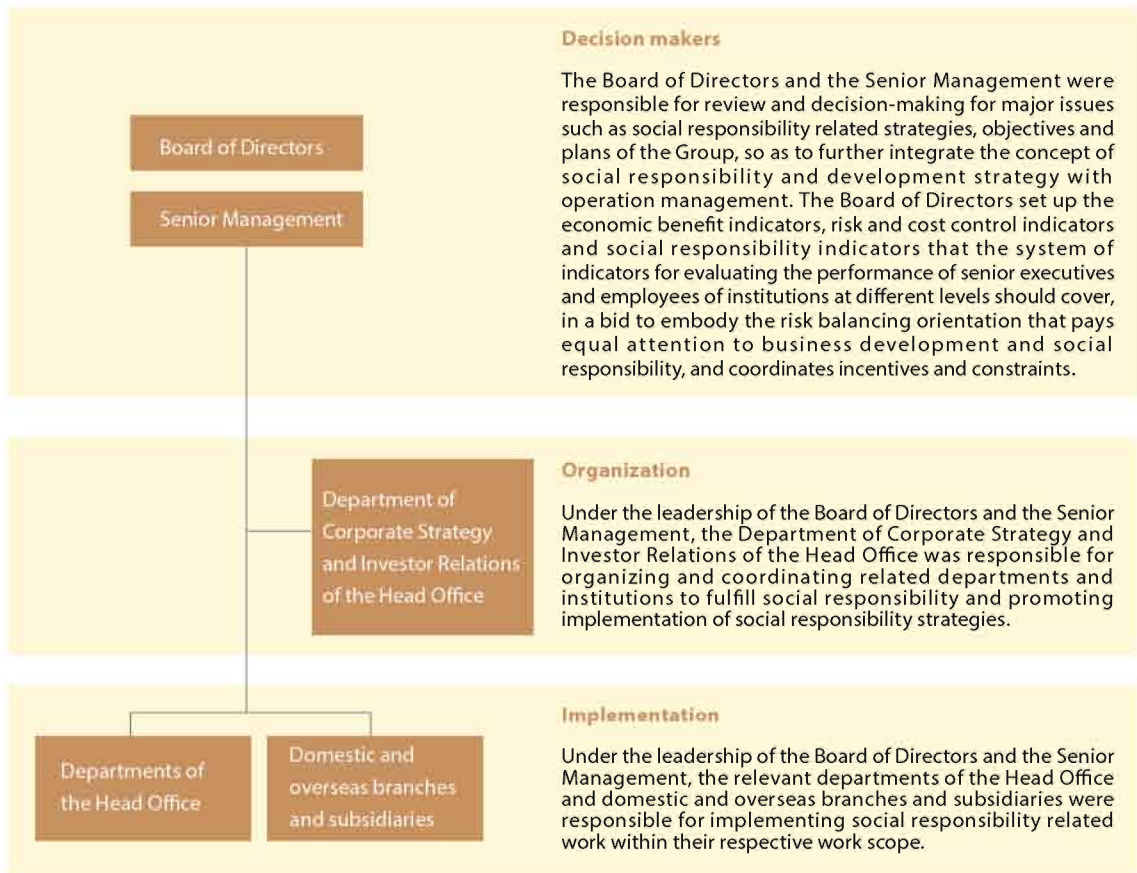 Board of Directors
Senior Management
Decision makers
The Board of Directors and the Senior Management were
responsible for review and decision-making for major issues
such as social responsibility related strategies, objectives and
plans of the Group, so as to further integrate the concept of
social responsibility and development strategy with
operation management. The Board of Directors set up the
economic benefit indicators, risk and cost control indicators
and social responsibility indicators that the system of
indicators for evaluating the performance of senior executives
and employees of institutions at different levels should cover,
in a bid to embody the risk balancing orientation that pays
equal attention to business development and social
responsibility, and coordinates incentives and constraints.
Department of
Corporate Strategy
and Investor Relations
of the Head Office
Organization
Under the leadership of the Board of Directors and the Senior
Management, the Department of Corporate Strategy and
Investor Relations of the Head Office was responsible for
organizing and coordinating related departments and
institutions to fulfill social responsibility and promoting
implementation of social responsibility strategies.
Departments of
the Head Office
Domestic and
overseas branches
and subsidiaries
Implementation
Under the leadership of the Board of Directors and the Senior
Management, the relevant departments of the Head Office
and domestic and overseas branches and subsidiaries were
responsible for implementing social responsibility related
work within their respective work scope.